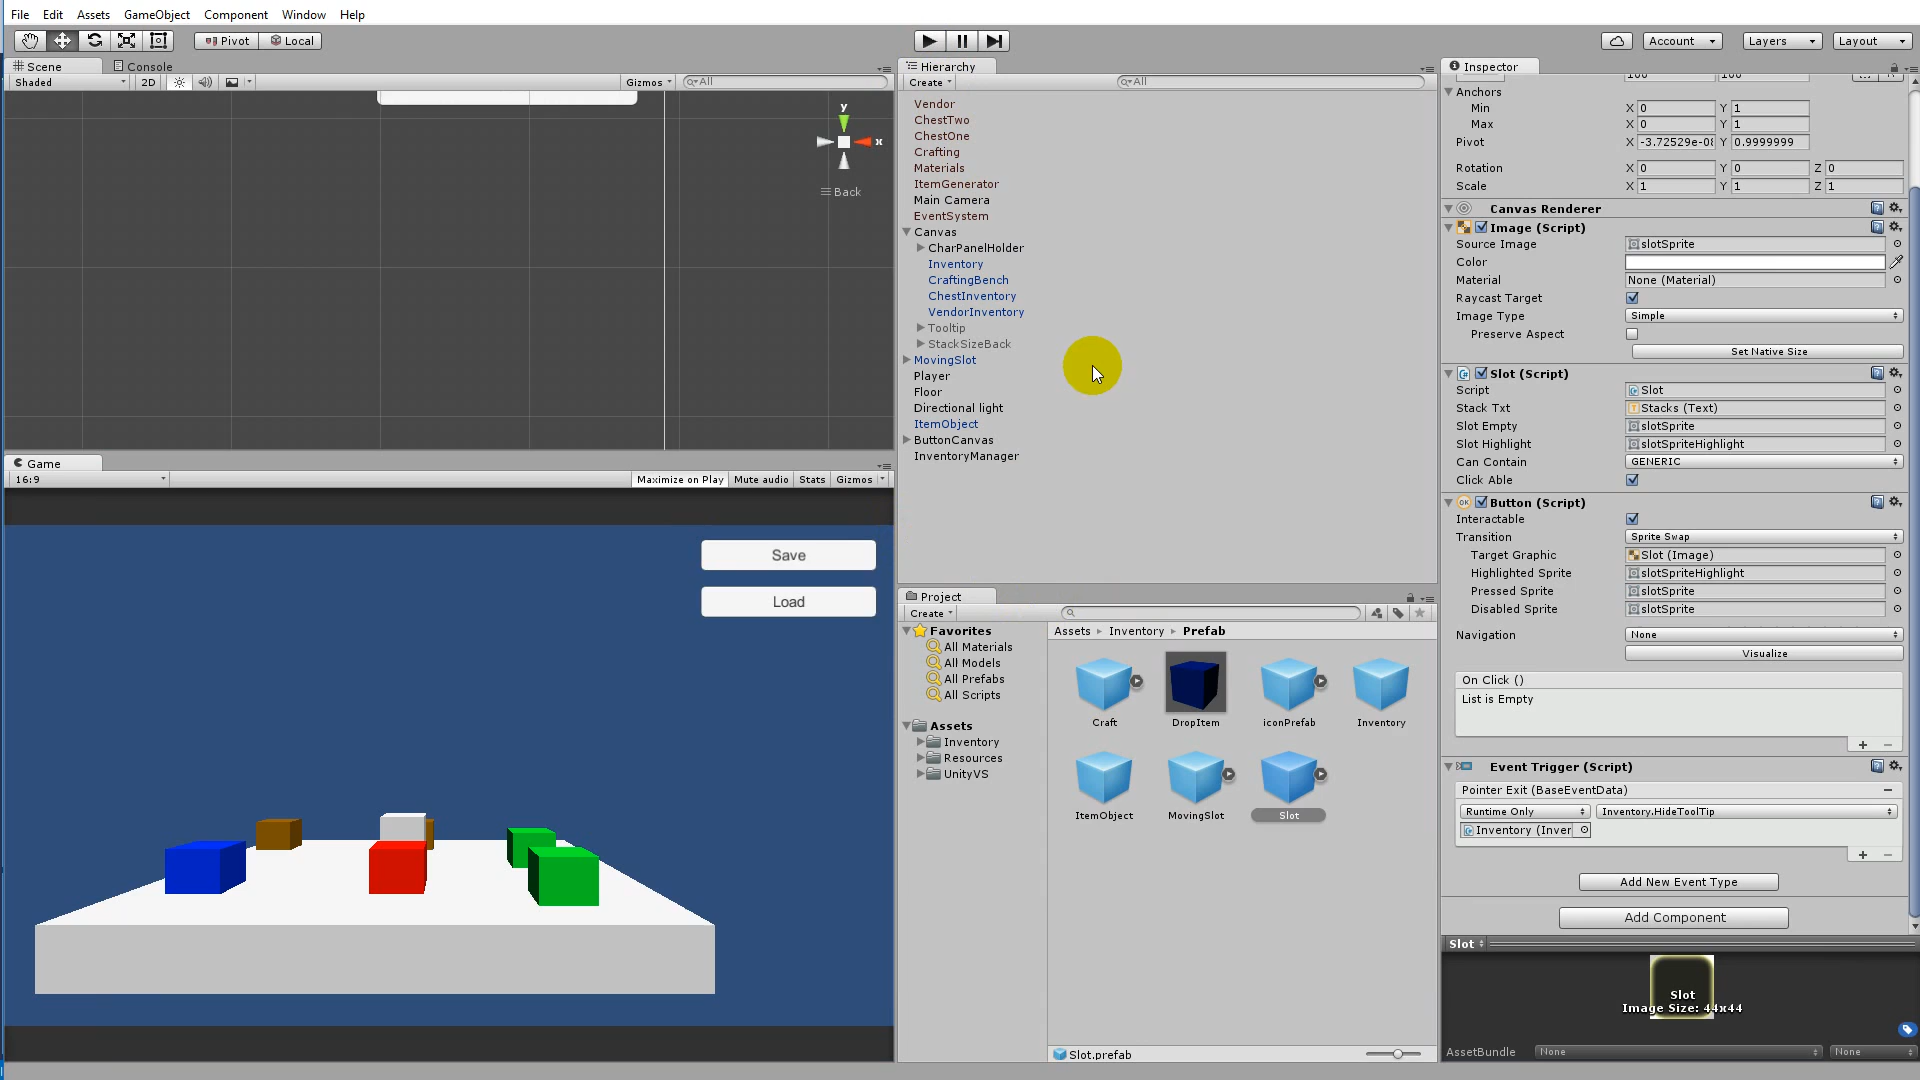 File Edit Assets GameObject Component Window Help
Pivot Local
Account Layers Layout
Scene Console
Shaded 2D Gizmos All
y
x
Back
Game
16:9 Maximize on Play Mute audio Stats Gizmos
Save
Load
Hierarchy
Create All
Vendor
ChestTwo
ChestOne
Crafting
Materials
ItemGenerator
Main Camera
EventSystem
Canvas
CharPanelHolder
Inventory
CraftingBench
ChestInventory
VendorInventory
Tooltip
StackSizeBack
MovingSlot
Player
Floor
Directional light
ItemObject
ButtonCanvas
InventoryManager
Project
Create
Favorites
All Materials
All Models
All Prefabs
All Scripts
Assets
Inventory
Resources
UnityVS
Assets Inventory Prefab
Craft DropItem iconPrefab Inventory
ItemObject MovingSlot Slot
Slot.prefab
Inspector
Anchors
Min X 0 Y 1
Max X 0 Y 1
Pivot X -3.72529e-08 Y 0.9999999
Rotation X 0 Y 0 Z 0
Scale X 1 Y 1 Z 1
Canvas Renderer
Image (Script)
Source Image slotSprite
Color
Material None (Material)
Raycast Target
Image Type Simple
Preserve Aspect
Set Native Size
Slot (Script)
Script Slot
Stack Txt Stacks (Text)
Slot Empty slotSprite
Slot Highlight slotSpriteHighlight
Can Contain GENERIC
Click Able
Button (Script)
Interactable
Transition Sprite Swap
Target Graphic Slot (Image)
Highlighted Sprite slotSpriteHighlight
Pressed Sprite slotSprite
Disabled Sprite slotSprite
Navigation None
Visualize
On Click ()
List is Empty
Event Trigger (Script)
Pointer Exit (BaseEventData)
Runtime Only Inventory.HideToolTip
Inventory (Inver
Add New Event Type
Add Component
Slot
Slot
Image Size: 44x44
AssetBundle None None